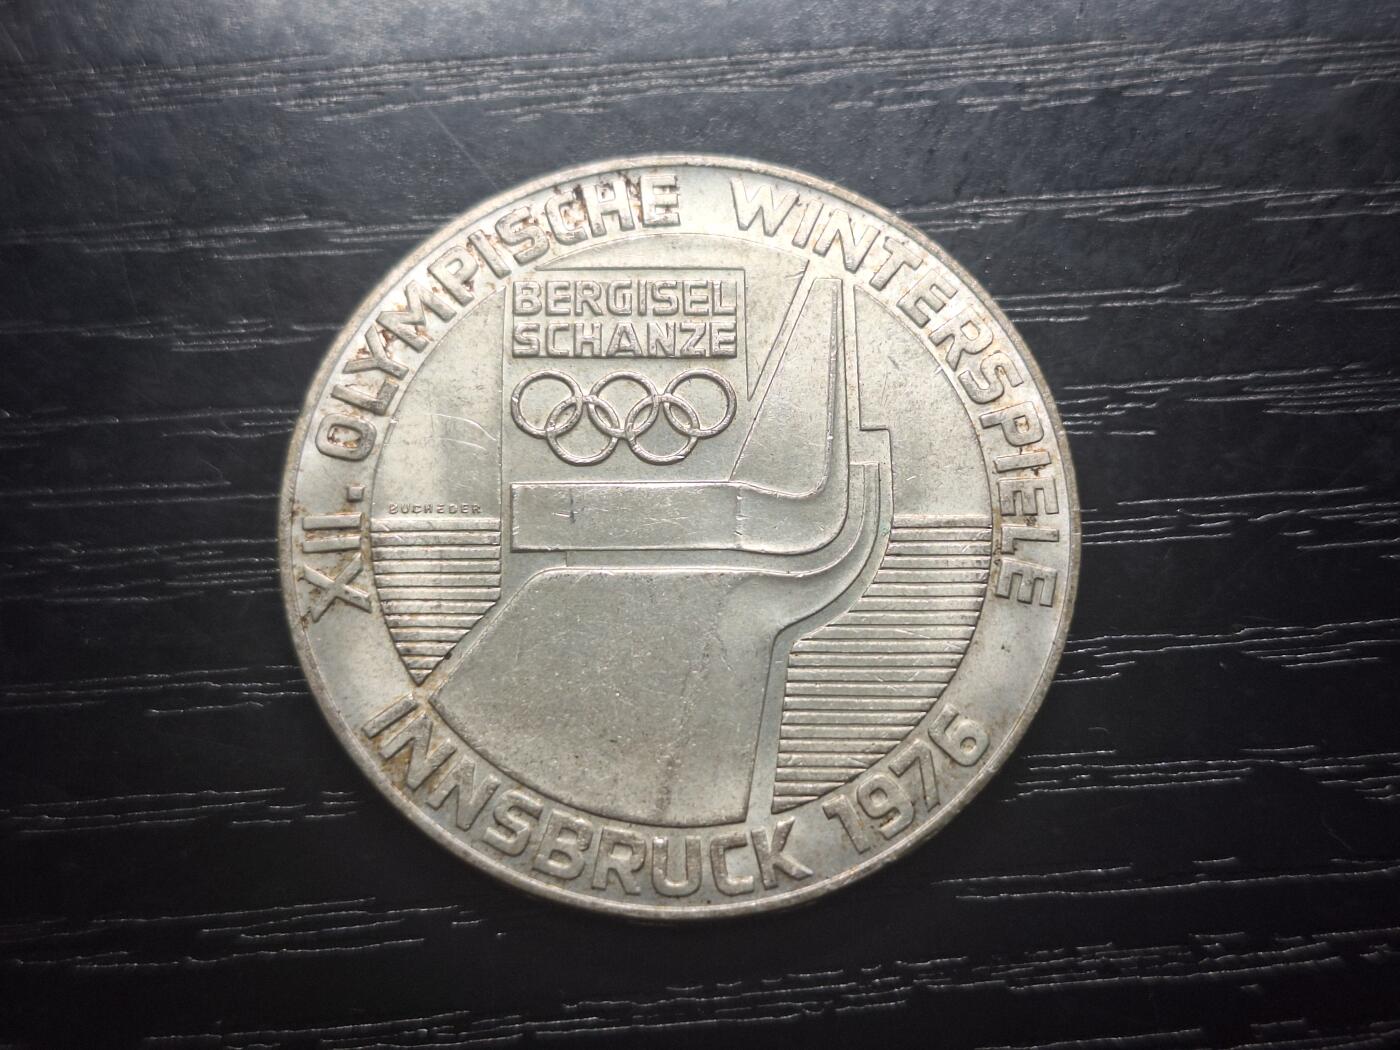 XII. OLYMPISCHE WINTERSPIELE
BERGISEL
SCHANZE
BUCHEDER
INNSBRUCK 1976